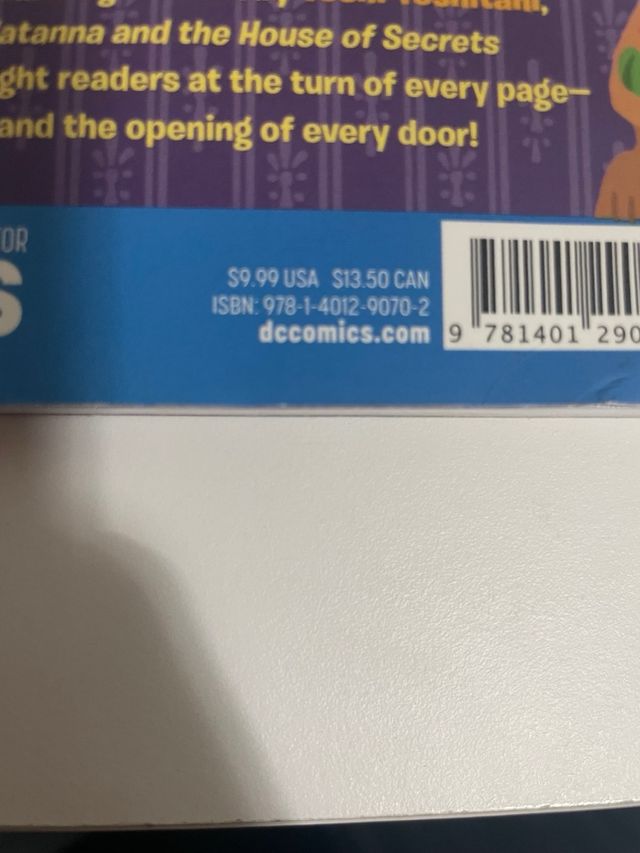 Yoshitani,
atanna and the House of Secrets
ght readers at the turn of every page—
and the opening of every door!
OR
S
$9.99 USA $13.50 CAN
ISBN: 978-1-4012-9070-2
dccomics.com
9 781401 290